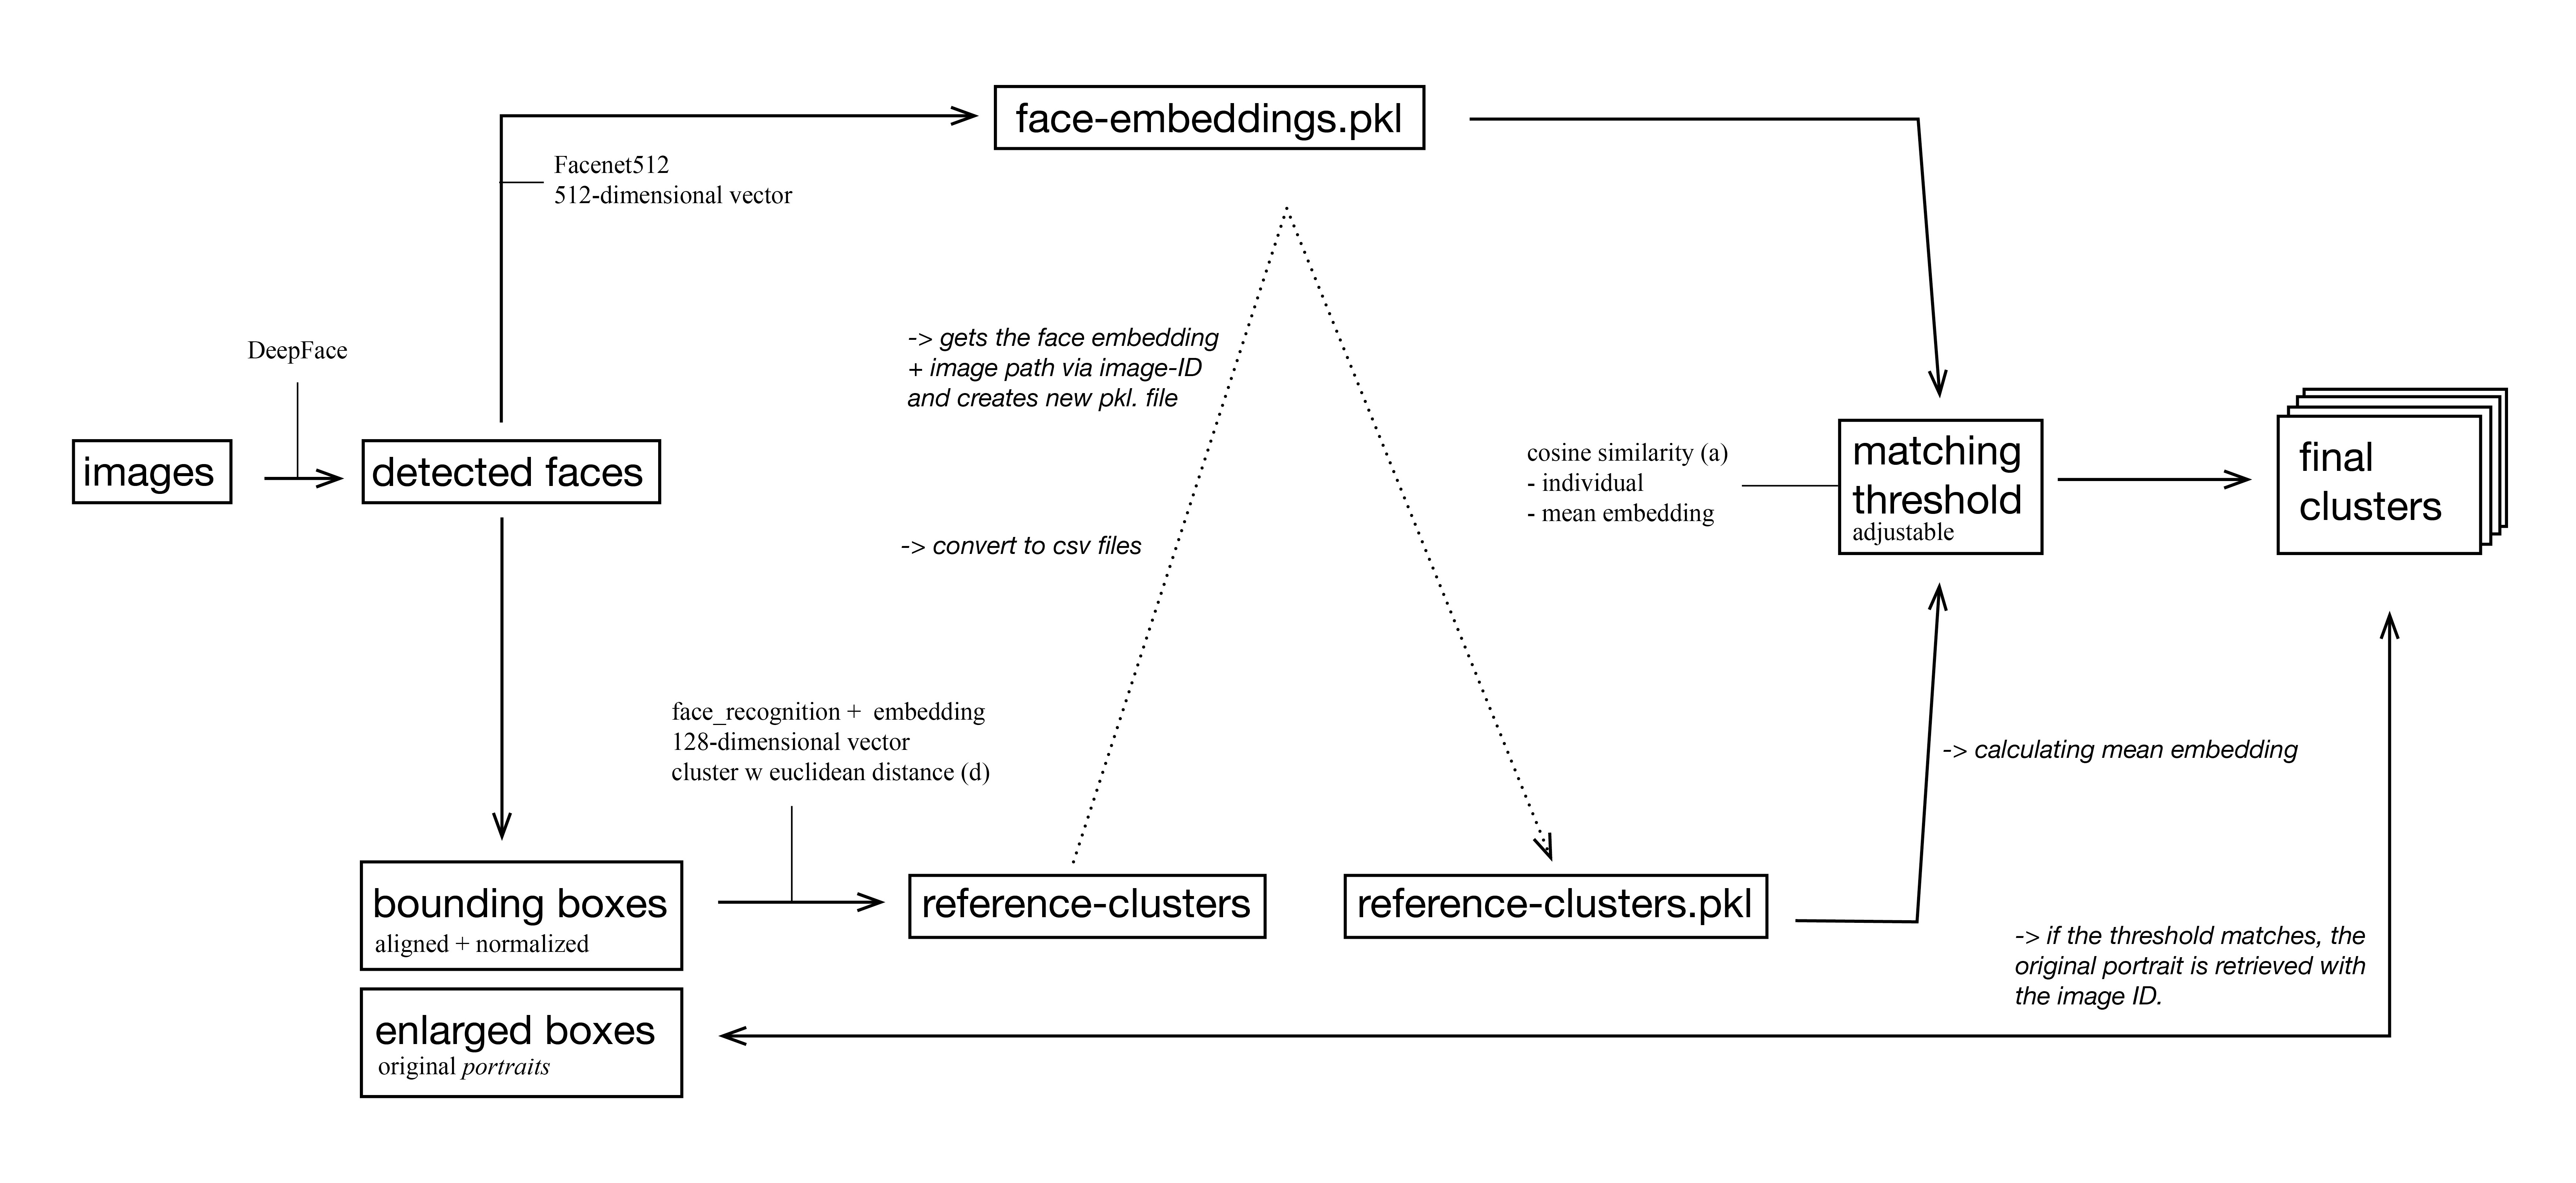 face-embeddings.pkl
Facenet512
512-dimensional vector
DeepFace
images
detected faces
-> gets the face embedding
+ image path via image-ID
and creates new pkl. file
-> convert to csv files
cosine similarity (a)
- individual
- mean embedding
matching
threshold
adjustable
final
clusters
face_recognition +  embedding
128-dimensional vector
cluster w euclidean distance (d)
-> calculating mean embedding
bounding boxes
aligned + normalized
reference-clusters
reference-clusters.pkl
-> if the threshold matches, the
original portrait is retrieved with
the image ID.
enlarged boxes
original portraits